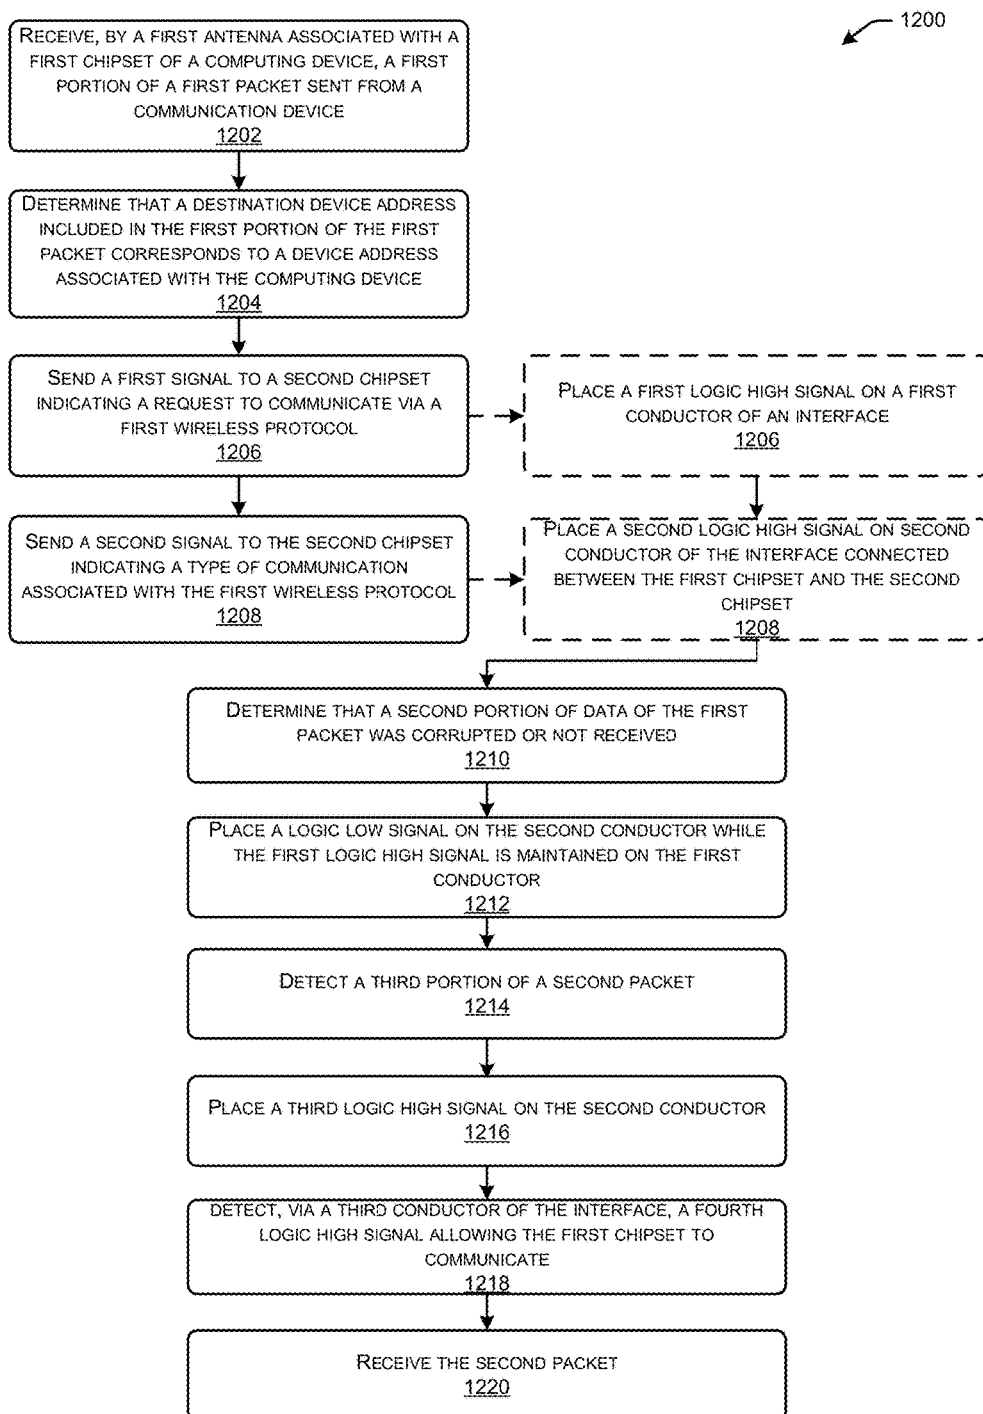 1200
RECEIVE, BY A FIRST ANTENNA ASSOCIATED WITH A
FIRST CHIPSET OF A COMPUTING DEVICE, A FIRST
PORTION OF A FIRST PACKET SENT FROM A
COMMUNICATION DEVICE
1202
DETERMINE THAT A DESTINATION DEVICE ADDRESS
INCLUDED IN THE FIRST PORTION OF THE FIRST
PACKET CORRESPONDS TO A DEVICE ADDRESS
ASSOCIATED WITH THE COMPUTING DEVICE
1204
SEND A FIRST SIGNAL TO A SECOND CHIPSET
INDICATING A REQUEST TO COMMUNICATE VIA A
FIRST WIRELESS PROTOCOL
1206
PLACE A FIRST LOGIC HIGH SIGNAL ON A FIRST
CONDUCTOR OF AN INTERFACE
1206
SEND A SECOND SIGNAL TO THE SECOND CHIPSET
INDICATING A TYPE OF COMMUNICATION
ASSOCIATED WITH THE FIRST WIRELESS PROTOCOL
1208
PLACE A SECOND LOGIC HIGH SIGNAL ON SECOND
CONDUCTOR OF THE INTERFACE CONNECTED
BETWEEN THE FIRST CHIPSET AND THE SECOND
CHIPSET
1208
DETERMINE THAT A SECOND PORTION OF DATA OF THE FIRST
PACKET WAS CORRUPTED OR NOT RECEIVED
1210
PLACE A LOGIC LOW SIGNAL ON THE SECOND CONDUCTOR WHILE
THE FIRST LOGIC HIGH SIGNAL IS MAINTAINED ON THE FIRST
CONDUCTOR
1212
DETECT A THIRD PORTION OF A SECOND PACKET
1214
PLACE A THIRD LOGIC HIGH SIGNAL ON THE SECOND CONDUCTOR
1216
DETECT, VIA A THIRD CONDUCTOR OF THE INTERFACE, A FOURTH
LOGIC HIGH SIGNAL ALLOWING THE FIRST CHIPSET TO
COMMUNICATE
1218
RECEIVE THE SECOND PACKET
1220